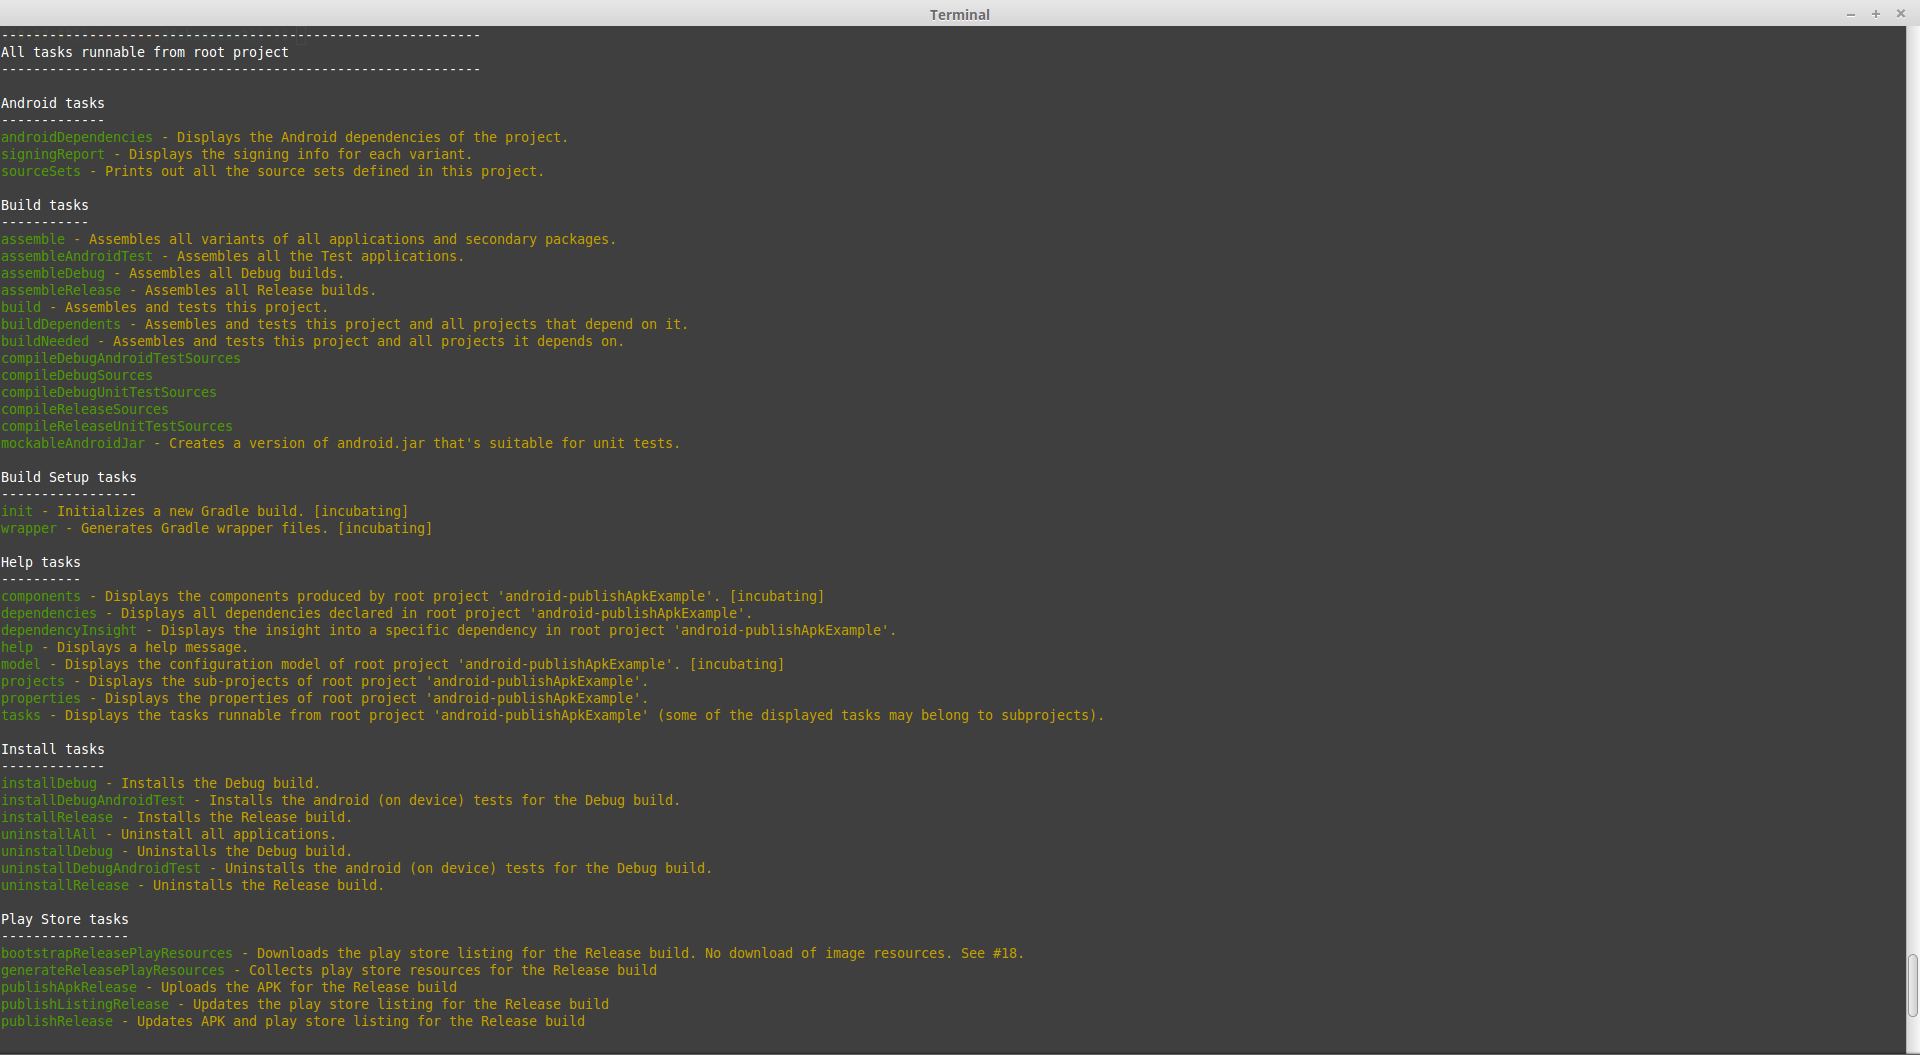 Terminal
------------------------------------------------------------
All tasks runnable from root project
------------------------------------------------------------
Android tasks
-------------
androidDependencies - Displays the Android dependencies of the project.
signingReport - Displays the signing info for each variant.
sourceSets - Prints out all the source sets defined in this project.
Build tasks
-----------
assemble - Assembles all variants of all applications and secondary packages.
assembleAndroidTest - Assembles all the Test applications.
assembleDebug - Assembles all Debug builds.
assembleRelease - Assembles all Release builds.
build - Assembles and tests this project.
buildDependents - Assembles and tests this project and all projects that depend on it.
buildNeeded - Assembles and tests this project and all projects it depends on.
compileDebugAndroidTestSources
compileDebugSources
compileDebugUnitTestSources
compileReleaseSources
compileReleaseUnitTestSources
mockableAndroidJar - Creates a version of android.jar that's suitable for unit tests.
Build Setup tasks
-----------------
init - Initializes a new Gradle build. [incubating]
wrapper - Generates Gradle wrapper files. [incubating]
Help tasks
----------
components - Displays the components produced by root project 'android-publishApkExample'. [incubating]
dependencies - Displays all dependencies declared in root project 'android-publishApkExample'.
dependencyInsight - Displays the insight into a specific dependency in root project 'android-publishApkExample'.
help - Displays a help message.
model - Displays the configuration model of root project 'android-publishApkExample'. [incubating]
projects - Displays the sub-projects of root project 'android-publishApkExample'.
properties - Displays the properties of root project 'android-publishApkExample'.
tasks - Displays the tasks runnable from root project 'android-publishApkExample' (some of the displayed tasks may belong to subprojects).
Install tasks
-------------
installDebug - Installs the Debug build.
installDebugAndroidTest - Installs the android (on device) tests for the Debug build.
installRelease - Installs the Release build.
uninstallAll - Uninstall all applications.
uninstallDebug - Uninstalls the Debug build.
uninstallDebugAndroidTest - Uninstalls the android (on device) tests for the Debug build.
uninstallRelease - Uninstalls the Release build.
Play Store tasks
----------------
bootstrapReleasePlayResources - Downloads the play store listing for the Release build. No download of image resources. See #18.
generateReleasePlayResources - Collects play store resources for the Release build
publishApkRelease - Uploads the APK for the Release build
publishListingRelease - Updates the play store listing for the Release build
publishRelease - Updates APK and play store listing for the Release build